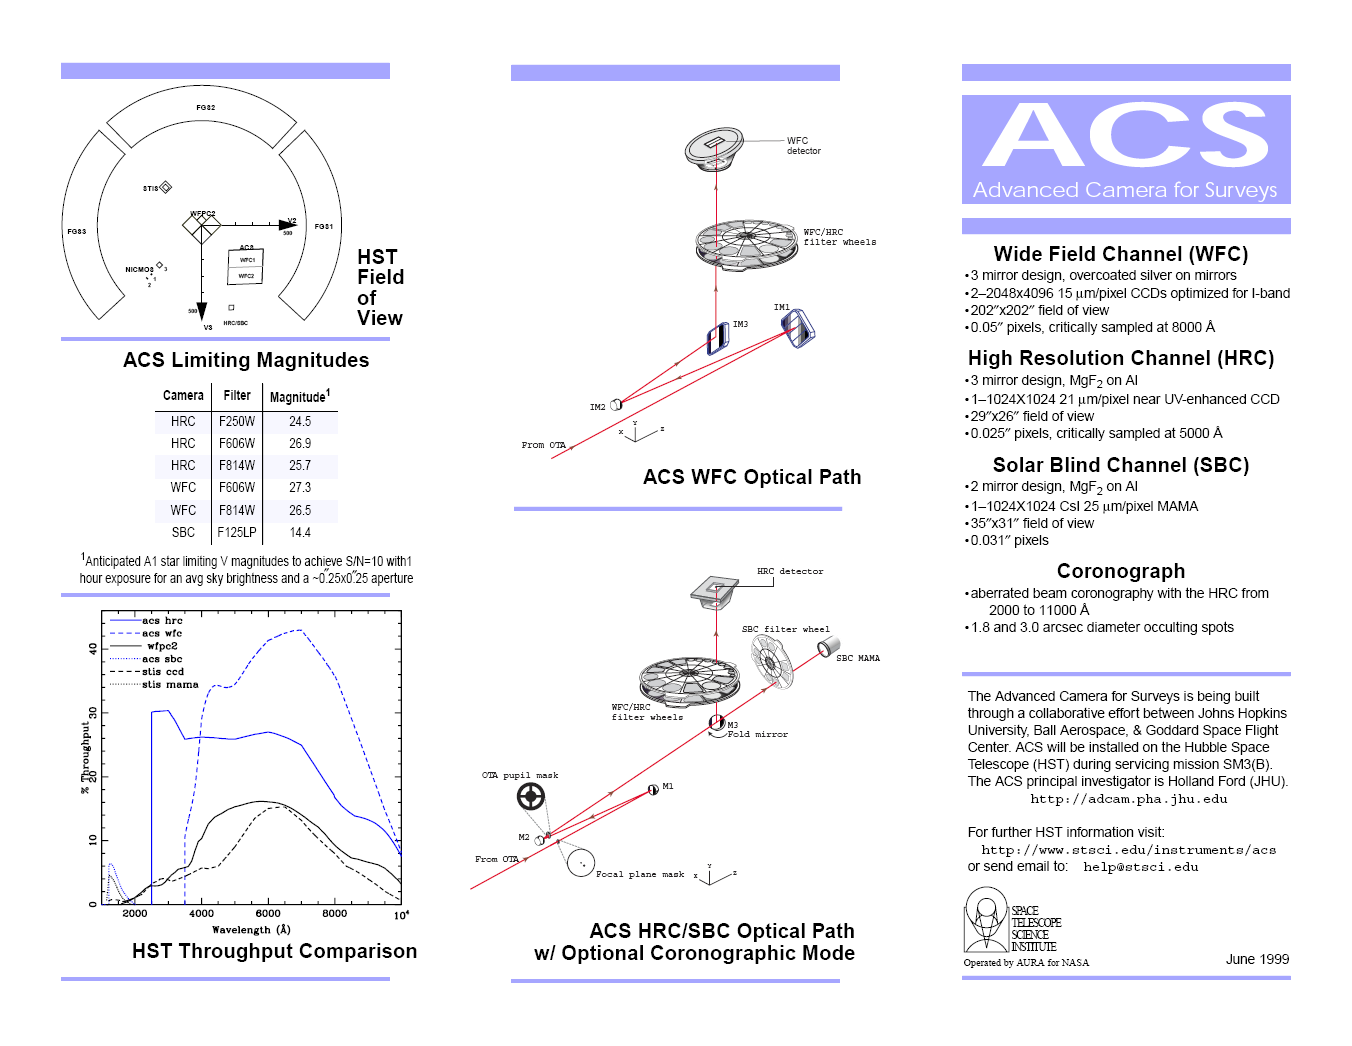 FGS2
STIS
WFPC2
V2
500
FGS3
FGS1
ACS
WFC1
WFC2
NICMOS
3
1
2
500
V3
HRC/SBC
HST
Field
of
View
ACS Limiting Magnitudes
Camera Filter Magnitude1
HRC F250W 24.5
HRC F606W 26.9
HRC F814W 25.7
WFC F606W 27.3
WFC F814W 26.5
SBC F125LP 14.4
1Anticipated A1 star limiting V magnitudes to achieve S/N=10 with1
hour exposure for an avg sky brightness and a ~0.″25x0.″25 aperture
acs hrc
acs wfc
wfpc2
acs sbc
stis ccd
stis mama
% Throughput
40
30
20
10
0
2000 4000 6000 8000 10⁴
Wavelength (Å)
HST Throughput Comparison
WFC
detector
WFC/HRC
filter wheels
IM1
IM3
IM2
X Y Z
From OTA
ACS WFC Optical Path
HRC detector
SBC filter wheel
SBC MAMA
WFC/HRC
filter wheels
M3
Fold mirror
OTA pupil mask
M1
M2
From OTA
Focal plane mask
X Y Z
ACS HRC/SBC Optical Path
w/ Optional Coronographic Mode
ACS
Advanced Camera for Surveys
Wide Field Channel (WFC)
•3 mirror design, overcoated silver on mirrors
•2–2048x4096 15 μm/pixel CCDs optimized for I-band
•202″x202″ field of view
•0.05″ pixels, critically sampled at 8000 Å
High Resolution Channel (HRC)
•3 mirror design, MgF2 on Al
•1–1024X1024 21 μm/pixel near UV-enhanced CCD
•29″x26″ field of view
•0.025″ pixels, critically sampled at 5000 Å
Solar Blind Channel (SBC)
•2 mirror design, MgF2 on Al
•1–1024X1024 CsI 25 μm/pixel MAMA
•35″x31″ field of view
•0.031″ pixels
Coronograph
•aberrated beam coronography with the HRC from
2000 to 11000 Å
•1.8 and 3.0 arcsec diameter occulting spots
The Advanced Camera for Surveys is being built
through a collaborative effort between Johns Hopkins
University, Ball Aerospace, & Goddard Space Flight
Center. ACS will be installed on the Hubble Space
Telescope (HST) during servicing mission SM3(B).
The ACS principal investigator is Holland Ford (JHU).
http://adcam.pha.jhu.edu
For further HST information visit:
http://www.stsci.edu/instruments/acs
or send email to: help@stsci.edu
SPACE
TELESCOPE
SCIENCE
INSTITUTE
Operated by AURA for NASA
June 1999